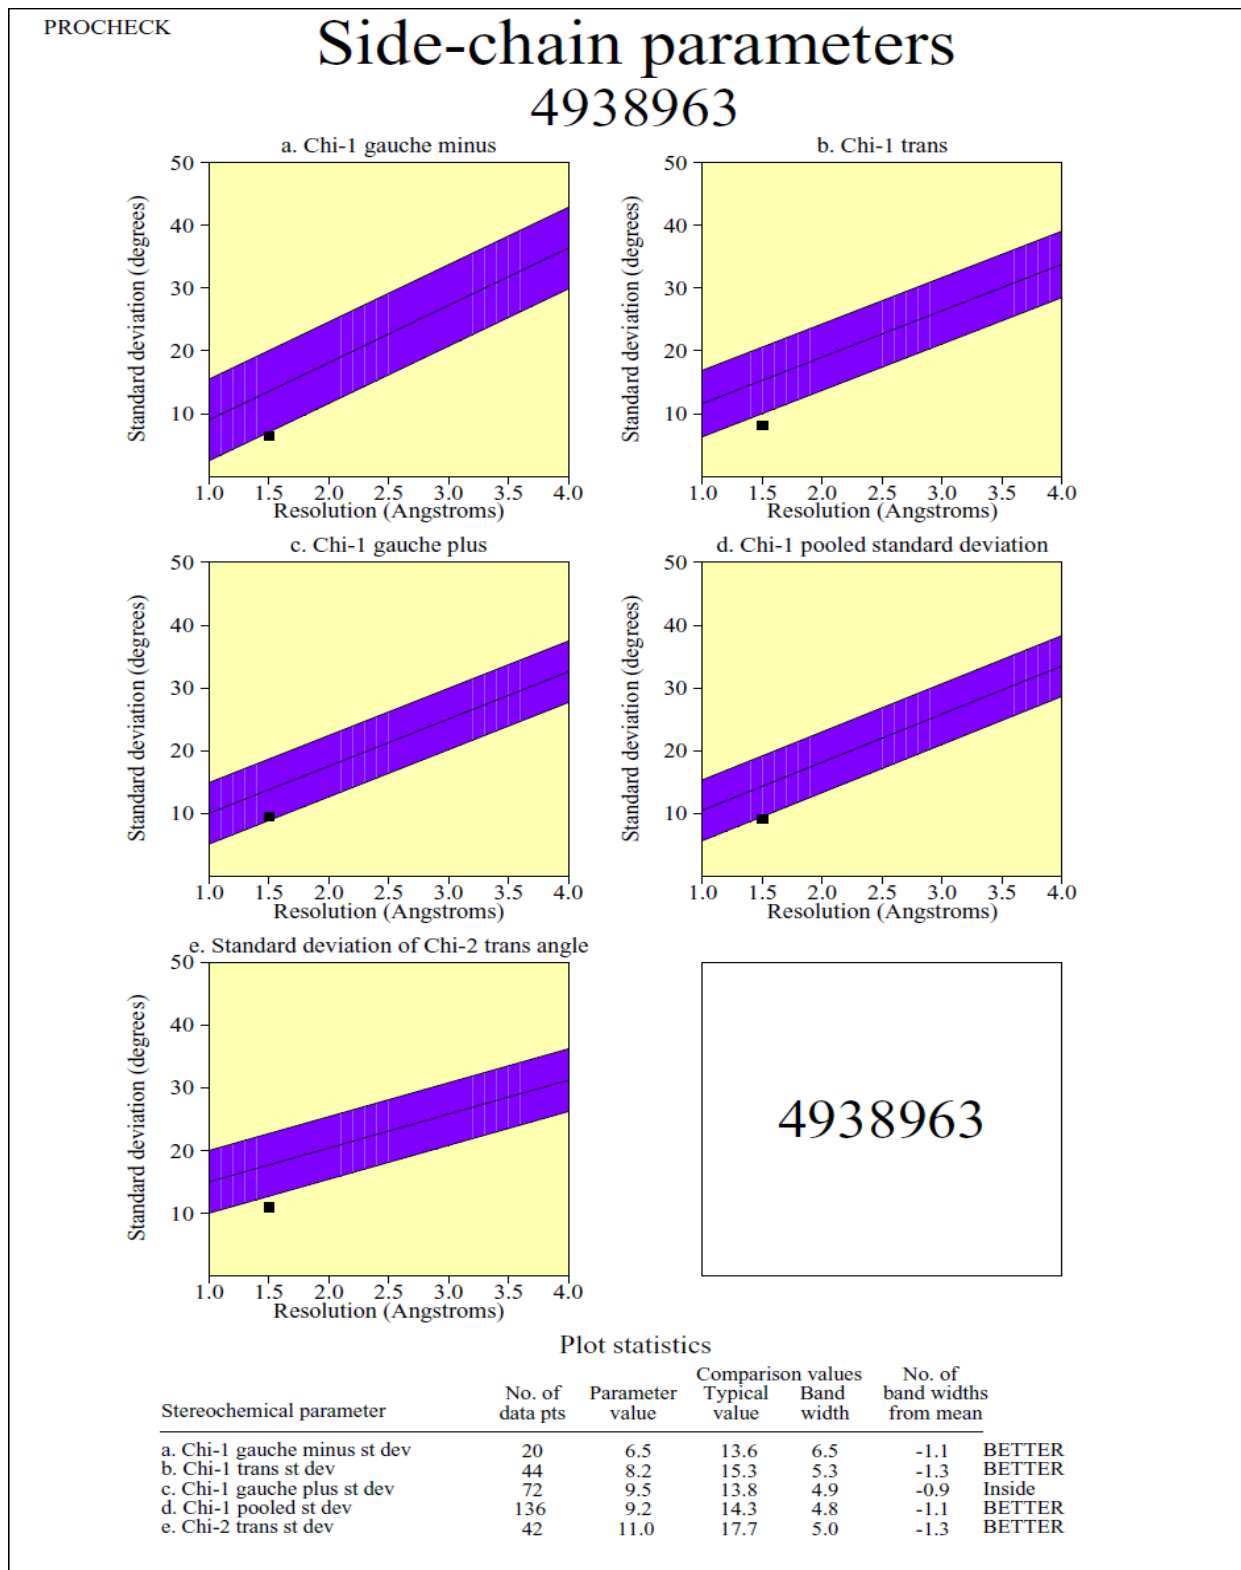 PROCHECK
Side-chain parameters
4938963
a. Chi-1 gauche minus
50
40
30
20
10
Standard deviation (degrees)
1.0 1.5 2.0 2.5 3.0 3.5 4.0
Resolution (Angstroms)
b. Chi-1 trans
50
40
30
20
10
Standard deviation (degrees)
1.0 1.5 2.0 2.5 3.0 3.5 4.0
Resolution (Angstroms)
c. Chi-1 gauche plus
50
40
30
20
10
Standard deviation (degrees)
1.0 1.5 2.0 2.5 3.0 3.5 4.0
Resolution (Angstroms)
d. Chi-1 pooled standard deviation
50
40
30
20
10
Standard deviation (degrees)
1.0 1.5 2.0 2.5 3.0 3.5 4.0
Resolution (Angstroms)
e. Standard deviation of Chi-2 trans angle
50
40
30
20
10
Standard deviation (degrees)
1.0 1.5 2.0 2.5 3.0 3.5 4.0
Resolution (Angstroms)
4938963
Plot statistics
Comparison values No. of
No. of Parameter Typical Band band widths
Stereochemical parameter data pts value value width from mean
a. Chi-1 gauche minus st dev 20 6.5 13.6 6.5 -1.1 BETTER
b. Chi-1 trans st dev 44 8.2 15.3 5.3 -1.3 BETTER
c. Chi-1 gauche plus st dev 72 9.5 13.8 4.9 -0.9 Inside
d. Chi-1 pooled st dev 136 9.2 14.3 4.8 -1.1 BETTER
e. Chi-2 trans st dev 42 11.0 17.7 5.0 -1.3 BETTER